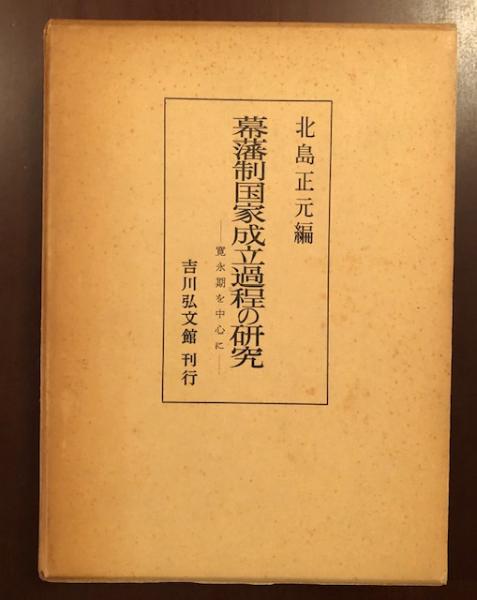 北島正元編
幕藩制国家成立過程の研究
―寛永期を中心に―
吉川弘文館 刊行